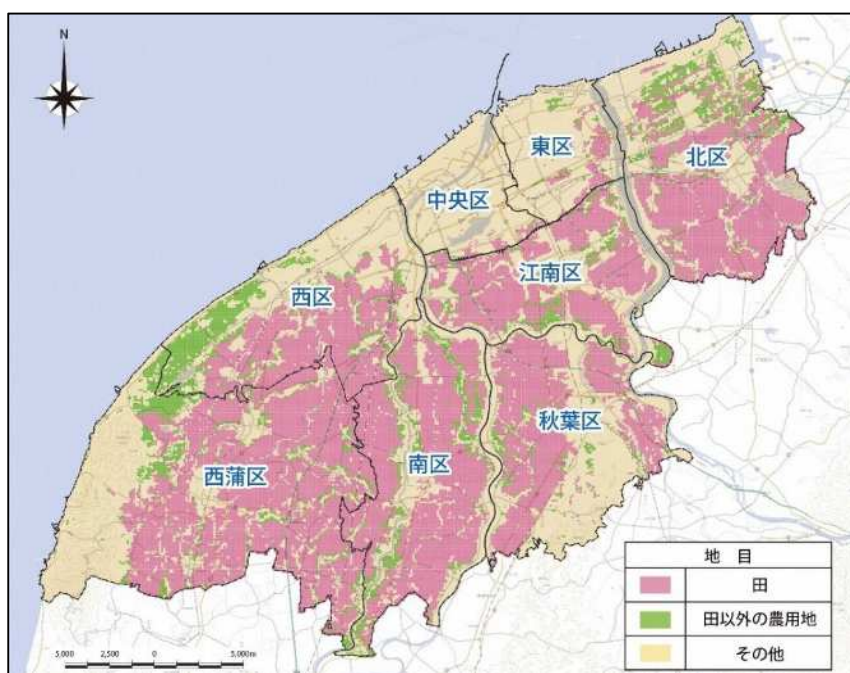 N
東区
北区
中央区
江南区
西区
秋葉区
南区
西蒲区
地 目
田
田以外の農用地
その他
5,000 2,500 0 2,500 5,000m